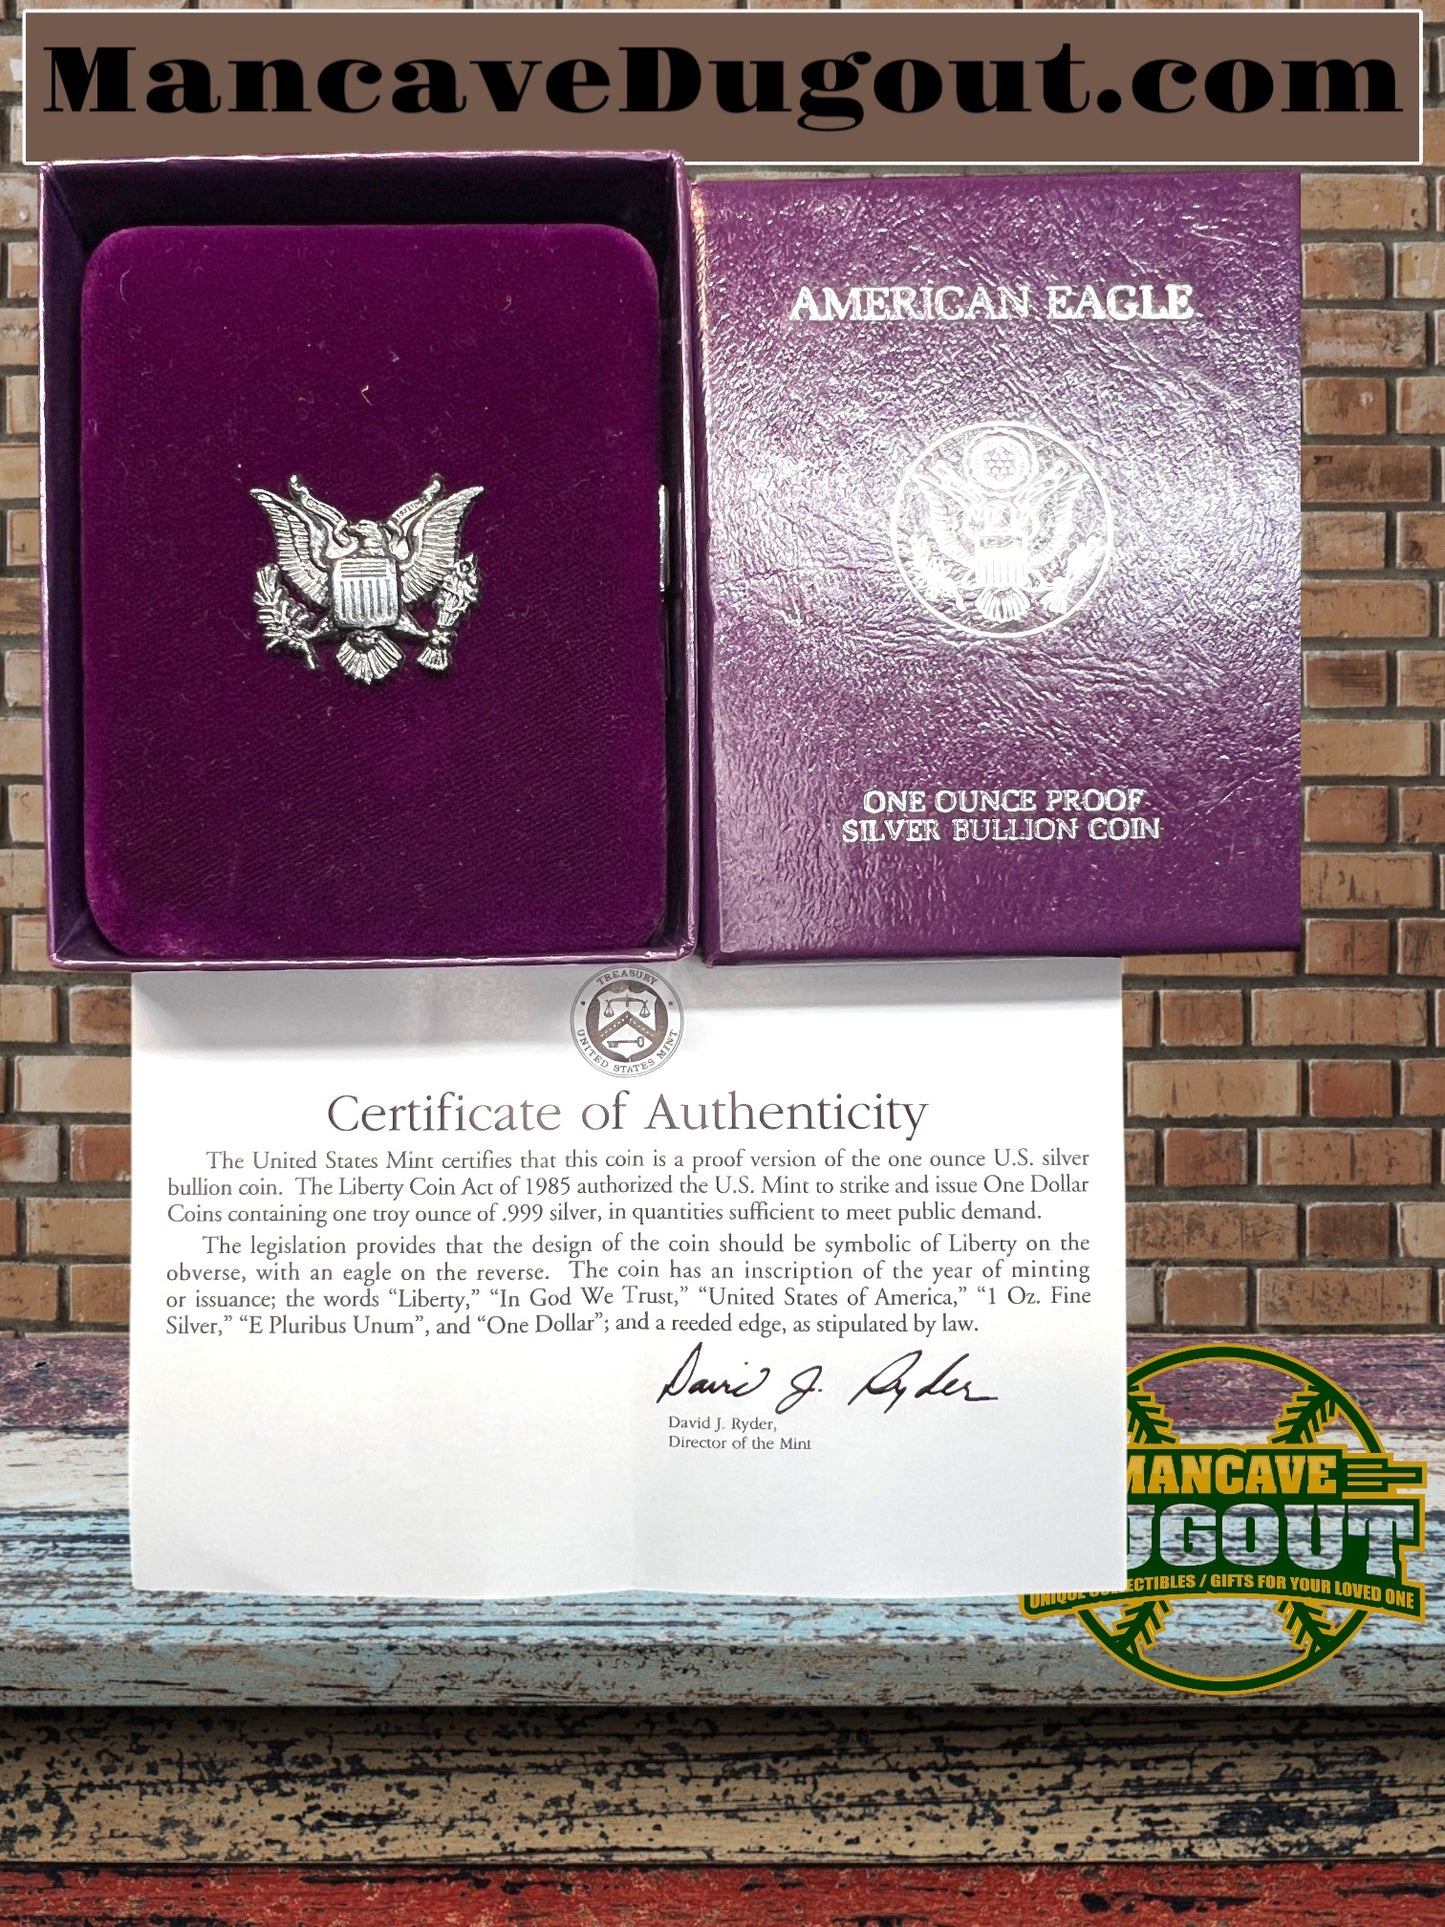 MancaveDugout.com
AMERICAN EAGLE
ONE OUNCE PROOF
SILVER BULLION COIN
TREASURY
UNITED STATES MINT
Certificate of Authenticity
The United States Mint certifies that this coin is a proof version of the one ounce U.S. silver
bullion coin. The Liberty Coin Act of 1985 authorized the U.S. Mint to strike and issue One Dollar
Coins containing one troy ounce of .999 silver, in quantities sufficient to meet public demand.
The legislation provides that the design of the coin should be symbolic of Liberty on the
obverse, with an eagle on the reverse. The coin has an inscription of the year of minting
or issuance; the words “Liberty,” “In God We Trust,” “United States of America,” “1 Oz. Fine
Silver,” “E Pluribus Unum”, and “One Dollar”; and a reeded edge, as stipulated by law.
David J. Ryder
David J. Ryder,
Director of the Mint
MANCAVE
DUGOUT
UNIQUE COLLECTIBLES / GIFTS FOR YOUR LOVED ONE